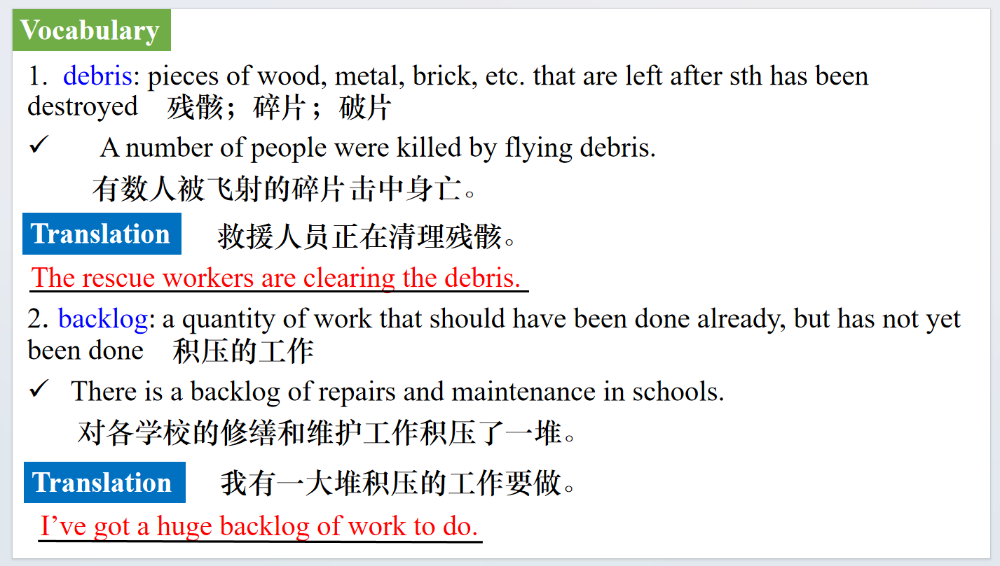 Vocabulary
1. debris: pieces of wood, metal, brick, etc. that are left after sth has been
destroyed 残骸；碎片；破片
✓ A number of people were killed by flying debris.
有数人被飞射的碎片击中身亡。
Translation 救援人员正在清理残骸。
The rescue workers are clearing the debris.
2. backlog: a quantity of work that should have been done already, but has not yet
been done 积压的工作
✓ There is a backlog of repairs and maintenance in schools.
对各学校的修缮和维护工作积压了一堆。
Translation 我有一大堆积压的工作要做。
I’ve got a huge backlog of work to do.